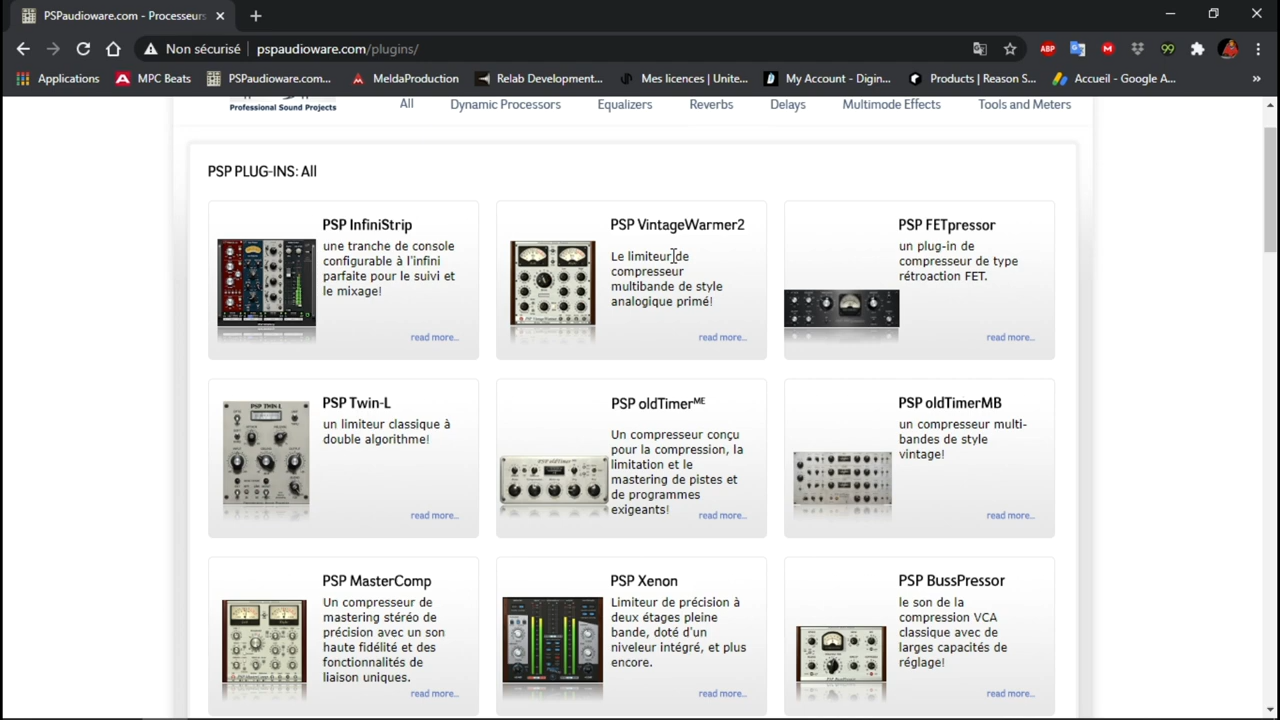 PSPaudioware.com - Processeurs
Non sécurisé
pspaudioware.com/plugins/
ABP
99
Applications
MPC Beats
PSPaudioware.com...
MeldaProduction
Relab Development...
Mes licences | Unite...
My Account - Digin...
Products | Reason S...
Accueil - Google A...
»
Professional Sound Projects
All
Dynamic Processors
Equalizers
Reverbs
Delays
Multimode Effects
Tools and Meters
PSP PLUG-INS: All
PSP InfiniStrip
une tranche de console
configurable à l'infini
parfaite pour le suivi et
le mixage!
read more...
PSP VintageWarmer2
Le limiteur de
compresseur
multibande de style
analogique primé!
read more...
PSP FETpressor
un plug-in de
compresseur de type
rétroaction FET.
read more...
PSP Twin-L
un limiteur classique à
double algorithme!
PSP TWIN-L
read more...
PSP oldTimerᴹᴱ
Un compresseur conçu
pour la compression, la
limitation et le
mastering de pistes et
de programmes
exigeants!
read more...
PSP oldTimerMB
un compresseur multi-
bandes de style
vintage!
read more...
PSP MasterComp
Un compresseur de
mastering stéréo de
précision avec un son
haute fidélité et des
fonctionnalités de
liaison uniques.
read more...
PSP Xenon
Limiteur de précision à
deux étages pleine
bande, doté d'un
niveleur intégré, et plus
encore.
read more...
PSP BussPressor
le son de la
compression VCA
classique avec de
larges capacités de
réglage!
read more...